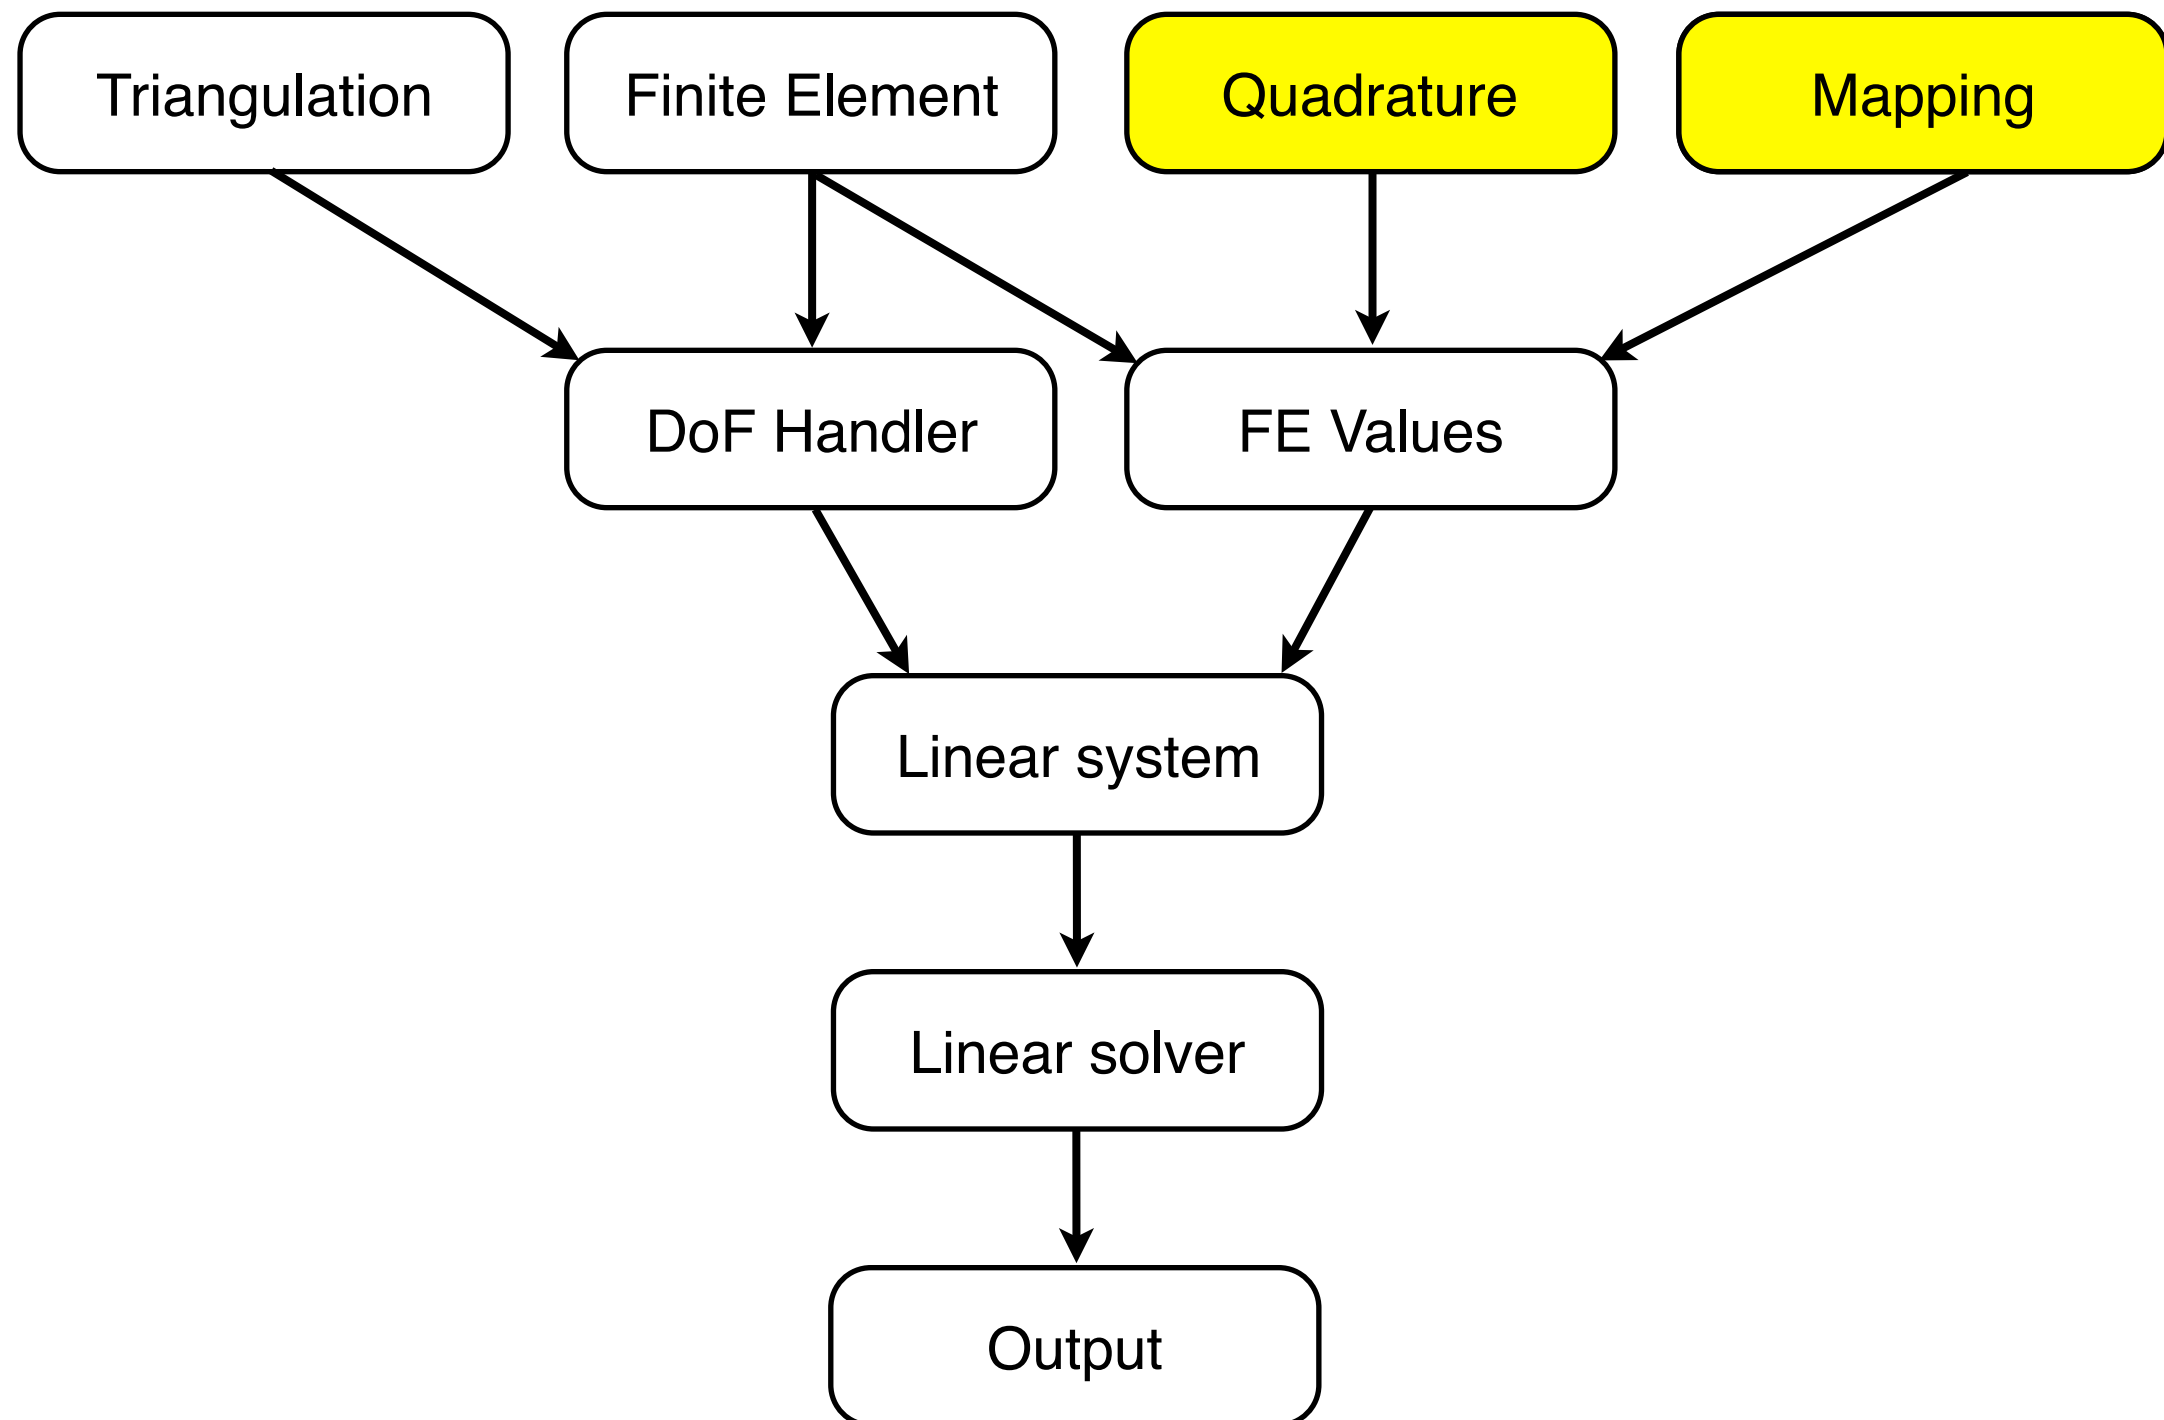 Triangulation
Finite Element
Quadrature
Mapping
DoF Handler
FE Values
Linear system
Linear solver
Output